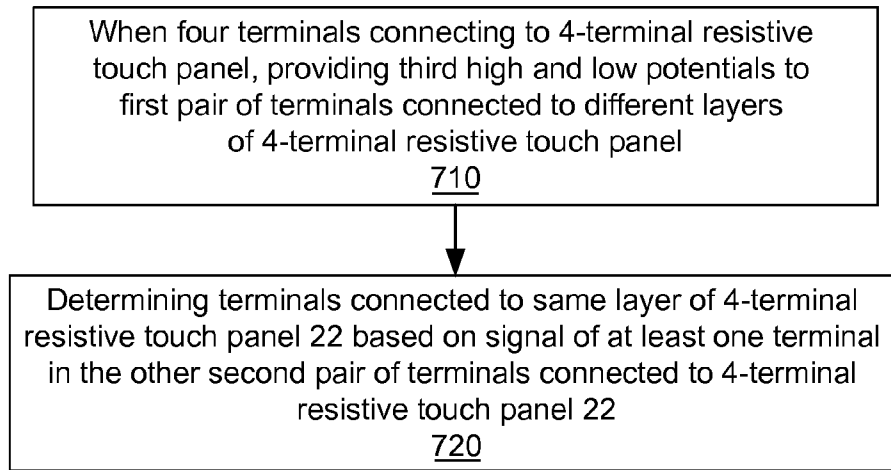 When four terminals connecting to 4-terminal resistive
touch panel, providing third high and low potentials to
first pair of terminals connected to different layers
of 4-terminal resistive touch panel
710
Determining terminals connected to same layer of 4-terminal
resistive touch panel 22 based on signal of at least one terminal
in the other second pair of terminals connected to 4-terminal
resistive touch panel 22
720